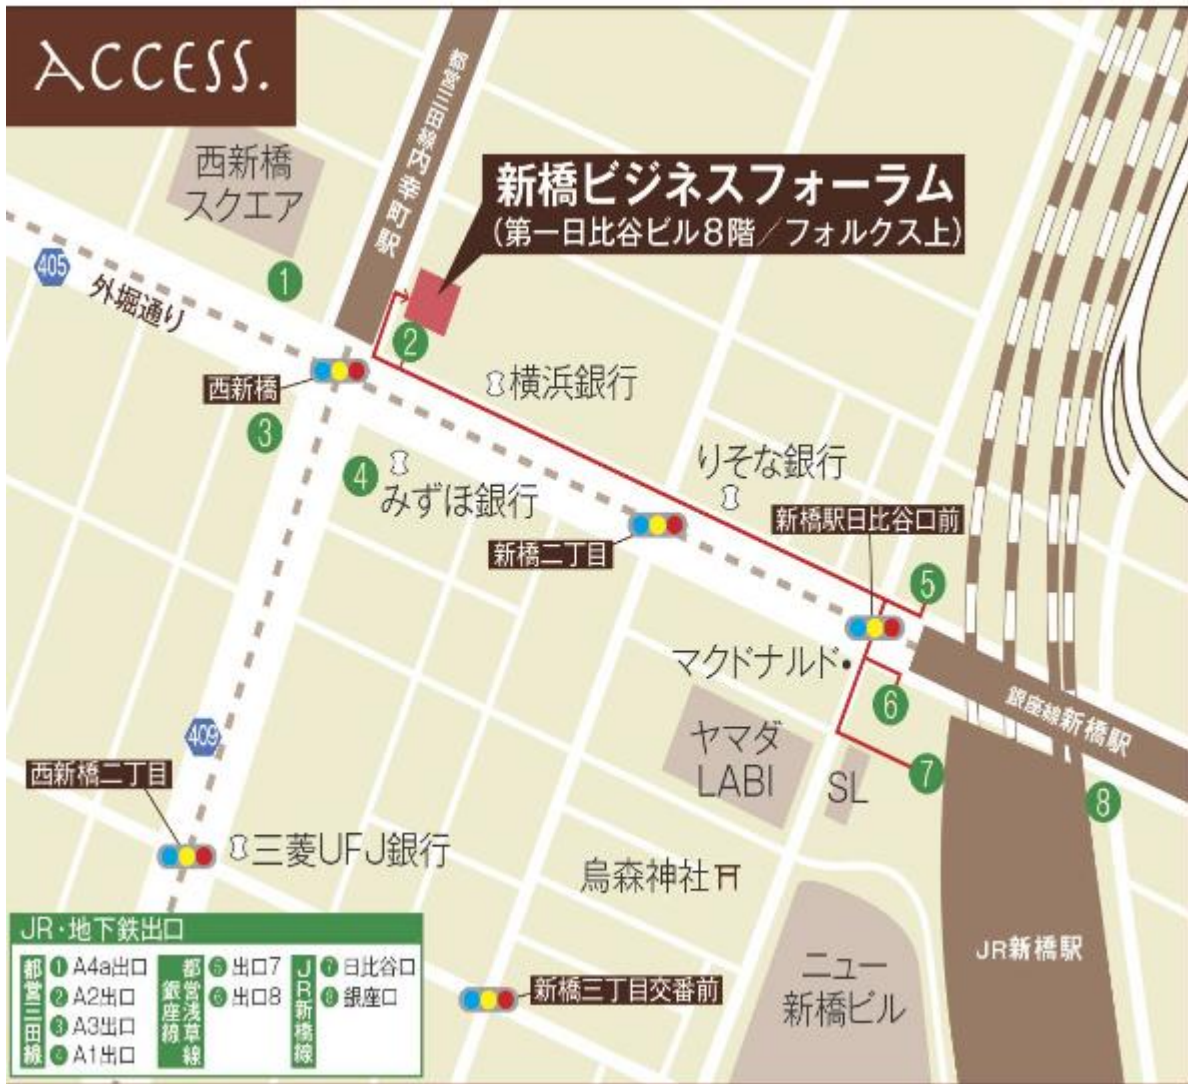 ACCESS.
都営三田線内幸町駅
西新橋
スクエア
新橋ビジネスフォーラム
(第一日比谷ビル8階/フォルクス上)
405
外堀通り
1
2
西新橋
3
横浜銀行
4
みずほ銀行
りそな銀行
新橋二丁目
新橋駅日比谷口前
5
マクドナルド
6
銀座線新橋駅
409
ヤマダ
LABI
SL
7
8
西新橋二丁目
三菱UFJ銀行
烏森神社
JR新橋駅
ニュー
新橋ビル
新橋三丁目交番前
JR・地下鉄出口
都営三田線
1 A4a出口
2 A2出口
3 A3出口
4 A1出口
都営浅草線
銀座線
5 出口7
6 出口8
JR新橋線
7 日比谷口
8 銀座口